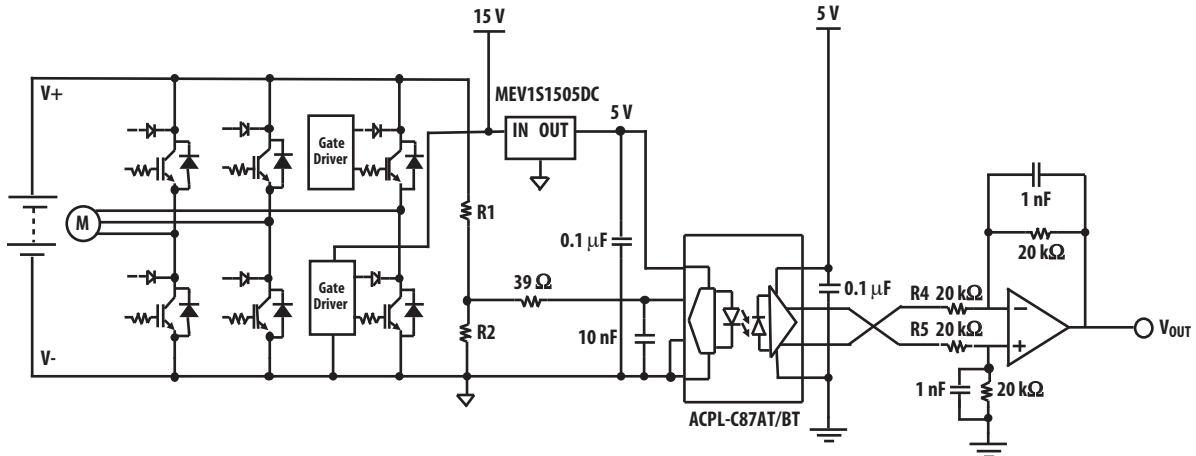 15 V
5 V
V+
MEV1S1505DC
5 V
IN OUT
Gate
Driver
1 nF
M
R1
20 kΩ
0.1 µF
Gate
Driver
39 Ω
0.1 µF
R4 20 kΩ
R5 20 kΩ
−
+
VOUT
R2
10 nF
V-
1 nF
20 kΩ
ACPL-C87AT/BT